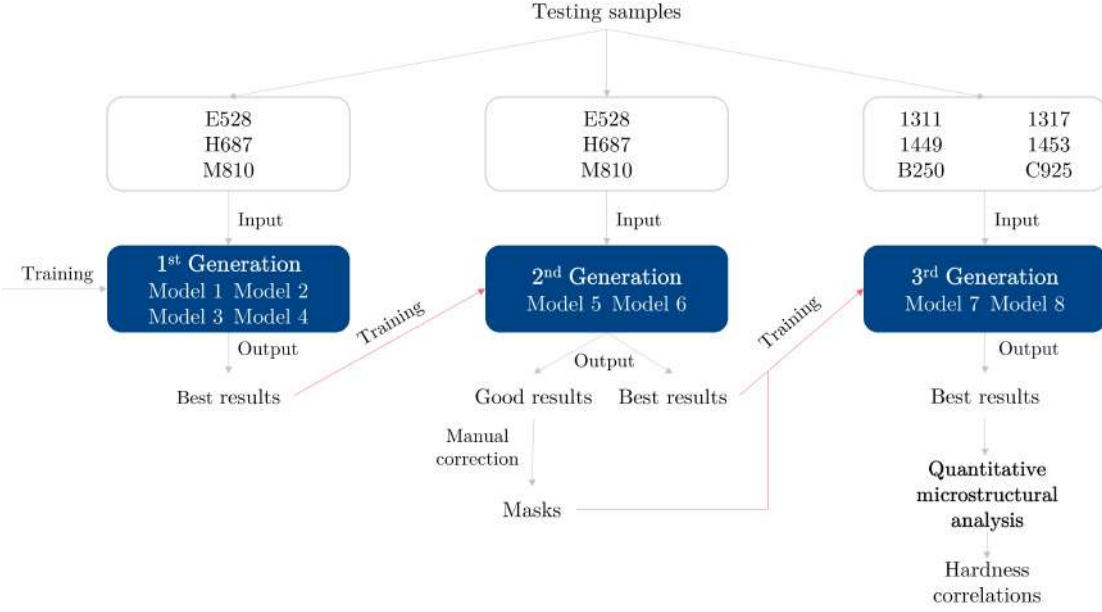 Testing samples
E528
H687
M810
E528
H687
M810
1311 1317
1449 1453
B250 C925
Input
Input
Input
Training
1st Generation
Model 1 Model 2
Model 3 Model 4
Training
2nd Generation
Model 5 Model 6
Training
3rd Generation
Model 7 Model 8
Output
Best results
Output
Good results
Best results
Manual
correction
Masks
Output
Best results
Quantitative
microstructural
analysis
Hardness
correlations